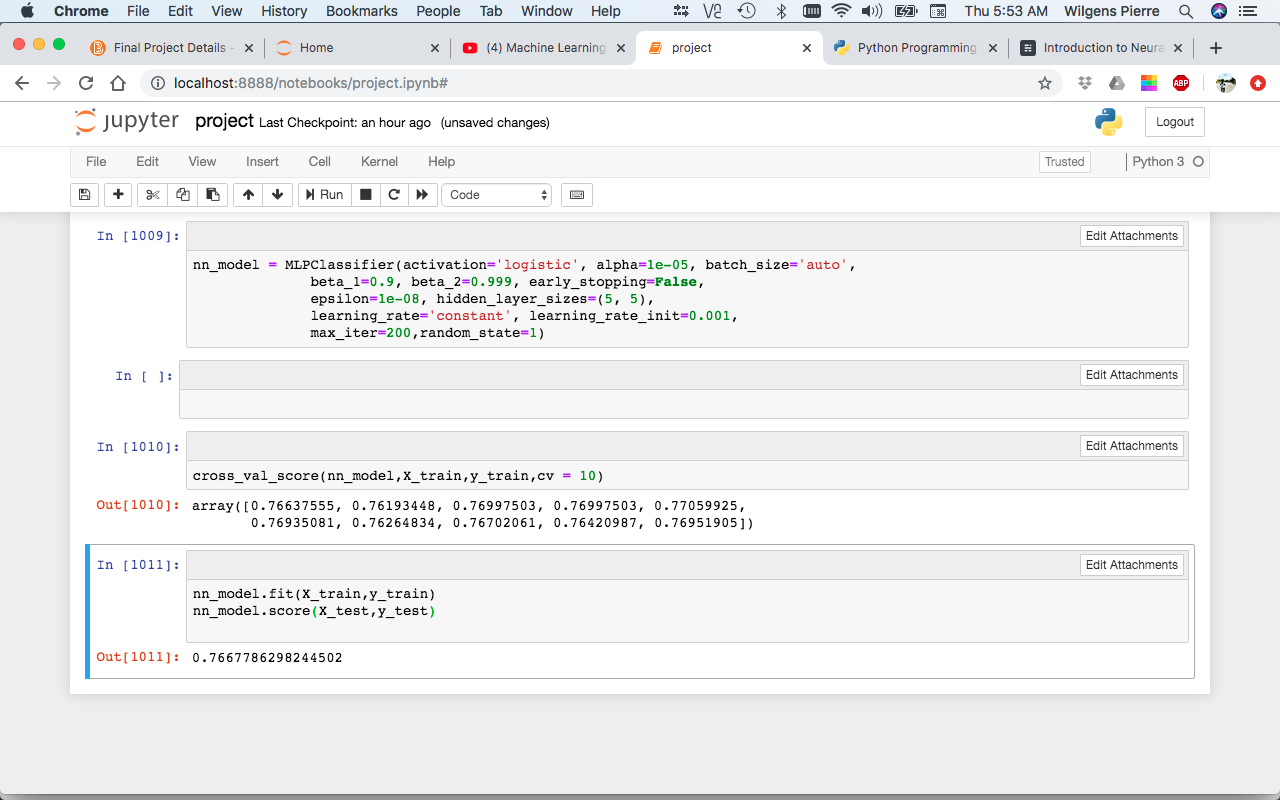 Chrome File Edit View History Bookmarks People Tab Window Help Thu 5:53 AM Wilgens Pierre
Final Project Details - Home (4) Machine Learning project Python Programming Introduction to Neura
localhost:8888/notebooks/project.ipynb# ABP
jupyter project Last Checkpoint: an hour ago (unsaved changes) Logout
File Edit View Insert Cell Kernel Help Trusted Python 3
Run Code
In [1009]: Edit Attachments
nn_model = MLPClassifier(activation='logistic', alpha=1e-05, batch_size='auto',
beta_1=0.9, beta_2=0.999, early_stopping=False,
epsilon=1e-08, hidden_layer_sizes=(5, 5),
learning_rate='constant', learning_rate_init=0.001,
max_iter=200,random_state=1)
In [ ]: Edit Attachments
In [1010]: Edit Attachments
cross_val_score(nn_model,X_train,y_train,cv = 10)
Out[1010]: array([0.76637555, 0.76193448, 0.76997503, 0.76997503, 0.77059925,
0.76935081, 0.76264834, 0.76702061, 0.76420987, 0.76951905])
In [1011]: Edit Attachments
nn_model.fit(X_train,y_train)
nn_model.score(X_test,y_test)
Out[1011]: 0.7667786298244502